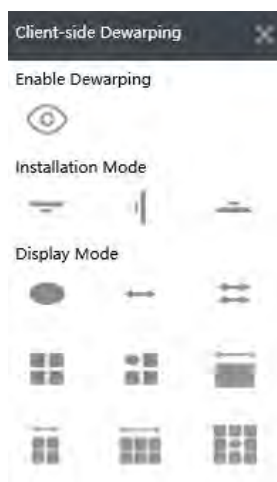 Client-side Dewarping
Enable Dewarping
Installation Mode
Display Mode